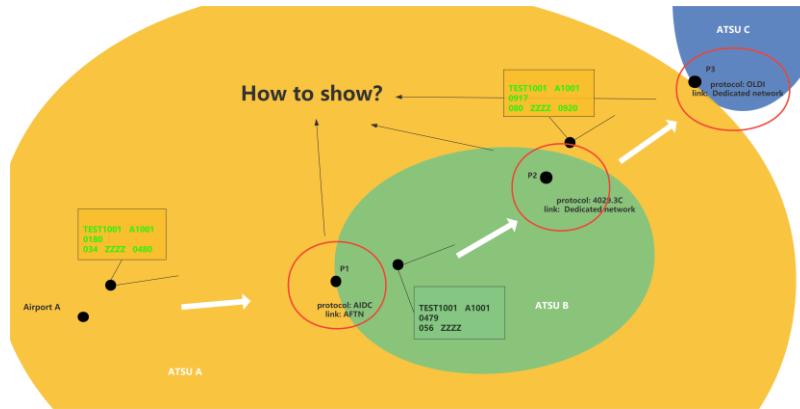 ATSU C
P3
protocol: OLDI
link: Dedicated network
TEST1001 A1001
0917
080 ZZZZ 0920
How to show?
P2
protocol: 4029.3C
link: Dedicated network
TEST1001 A1001
0180
034 ZZZZ 0480
P1
protocol: AIDC
link: AFTN
Airport A
TEST1001 A1001
0479
056 ZZZZ
ATSU B
ATSU A